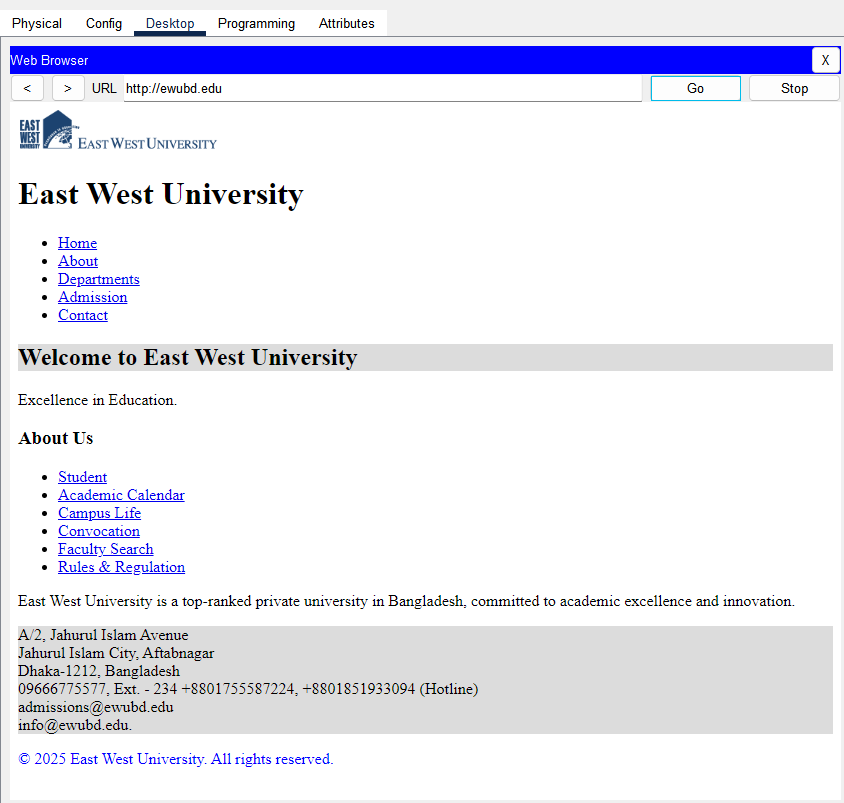 Physical Config Desktop Programming Attributes
Web Browser X
< > URL http://ewubd.edu Go Stop
EAST
WEST
UNIVERSITY
EAST WEST UNIVERSITY
East West University
Home
About
Departments
Admission
Contact
Welcome to East West University
Excellence in Education.
About Us
Student
Academic Calendar
Campus Life
Convocation
Faculty Search
Rules & Regulation
East West University is a top-ranked private university in Bangladesh, committed to academic excellence and innovation.
A/2, Jahurul Islam Avenue
Jahurul Islam City, Aftabnagar
Dhaka-1212, Bangladesh
09666775577, Ext. - 234 +8801755587224, +8801851933094 (Hotline)
admissions@ewubd.edu
info@ewubd.edu.
© 2025 East West University. All rights reserved.